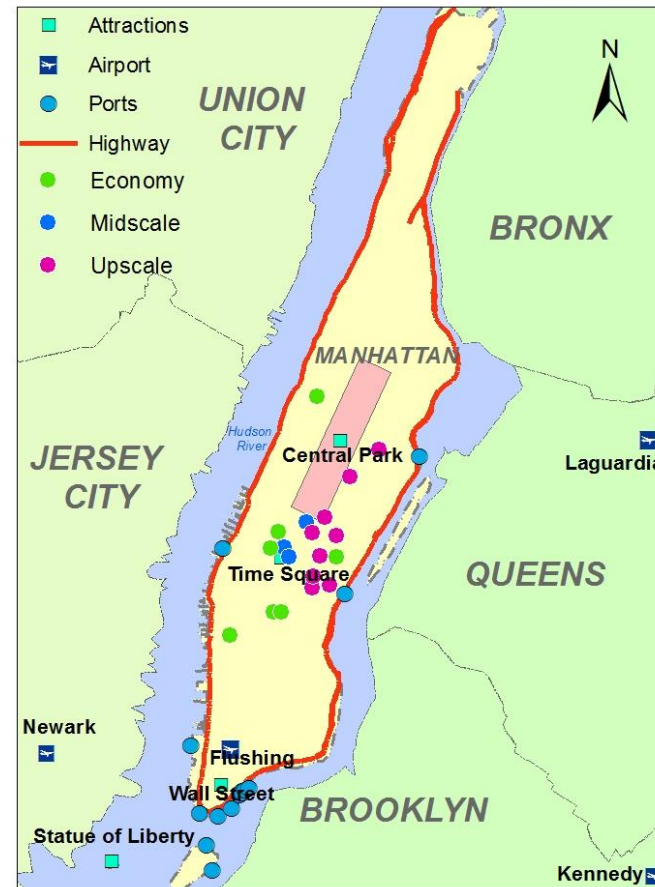 Attractions
Airport
Ports
Highway
Economy
Midscale
Upscale
N
UNION
CITY
BRONX
MANHATTAN
Hudson
River
Central Park
JERSEY
CITY
Laguardia
Time Square
QUEENS
Newark
Flushing
Wall Street
BROOKLYN
Statue of Liberty
Kennedy